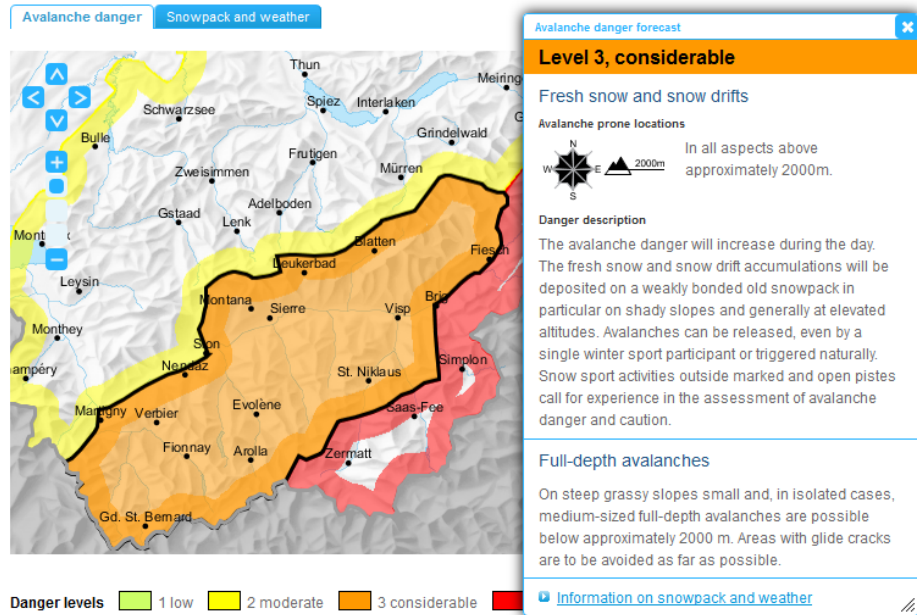 Avalanche danger
Snowpack and weather
Thun
Meiring
Schwarzsee
Spiez
Interlaken
Bulle
Grindelwald
Frutigen
Mürren
Zweisimmen
Adelboden
Gstaad
Lenk
Blatten
Leukerbad
Fiesch
Leysin
Montana
Sierre
Visp
Brig
Monthey
Sion
Simplon
ampéry
Nendaz
St. Niklaus
Martigny
Verbier
Evolène
Saas-Fee
Fionnay
Arolla
Zermatt
Gd. St. Bernard
Danger levels
1 low
2 moderate
3 considerable
Avalanche danger forecast
Level 3, considerable
Fresh snow and snow drifts
Avalanche prone locations
N
W
E
S
2000m
In all aspects above
approximately 2000m.
Danger description
The avalanche danger will increase during the day.
The fresh snow and snow drift accumulations will be
deposited on a weakly bonded old snowpack in
particular on shady slopes and generally at elevated
altitudes. Avalanches can be released, even by a
single winter sport participant or triggered naturally.
Snow sport activities outside marked and open pistes
call for experience in the assessment of avalanche
danger and caution.
Full-depth avalanches
On steep grassy slopes small and, in isolated cases,
medium-sized full-depth avalanches are possible
below approximately 2000 m. Areas with glide cracks
are to be avoided as far as possible.
Information on snowpack and weather